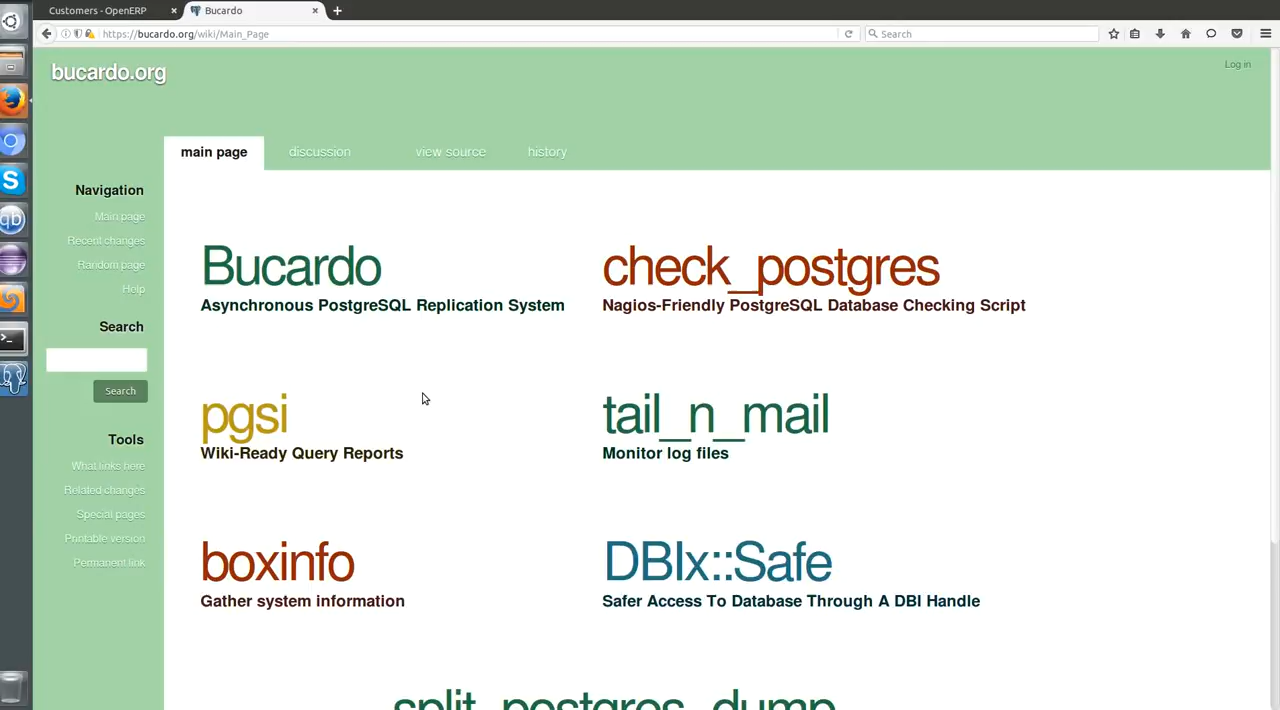 Customers - OpenERP
Bucardo
https://bucardo.org/wiki/Main_Page
Search
bucardo.org
Log in
main page
discussion
view source
history
Navigation
Main page
Recent changes
Random page
Help
Search
Search
Tools
What links here
Related changes
Special pages
Printable version
Permanent link
Bucardo
Asynchronous PostgreSQL Replication System
check_postgres
Nagios-Friendly PostgreSQL Database Checking Script
pgsi
Wiki-Ready Query Reports
tail_n_mail
Monitor log files
boxinfo
Gather system information
DBIx::Safe
Safer Access To Database Through A DBI Handle
split_postgres_dump